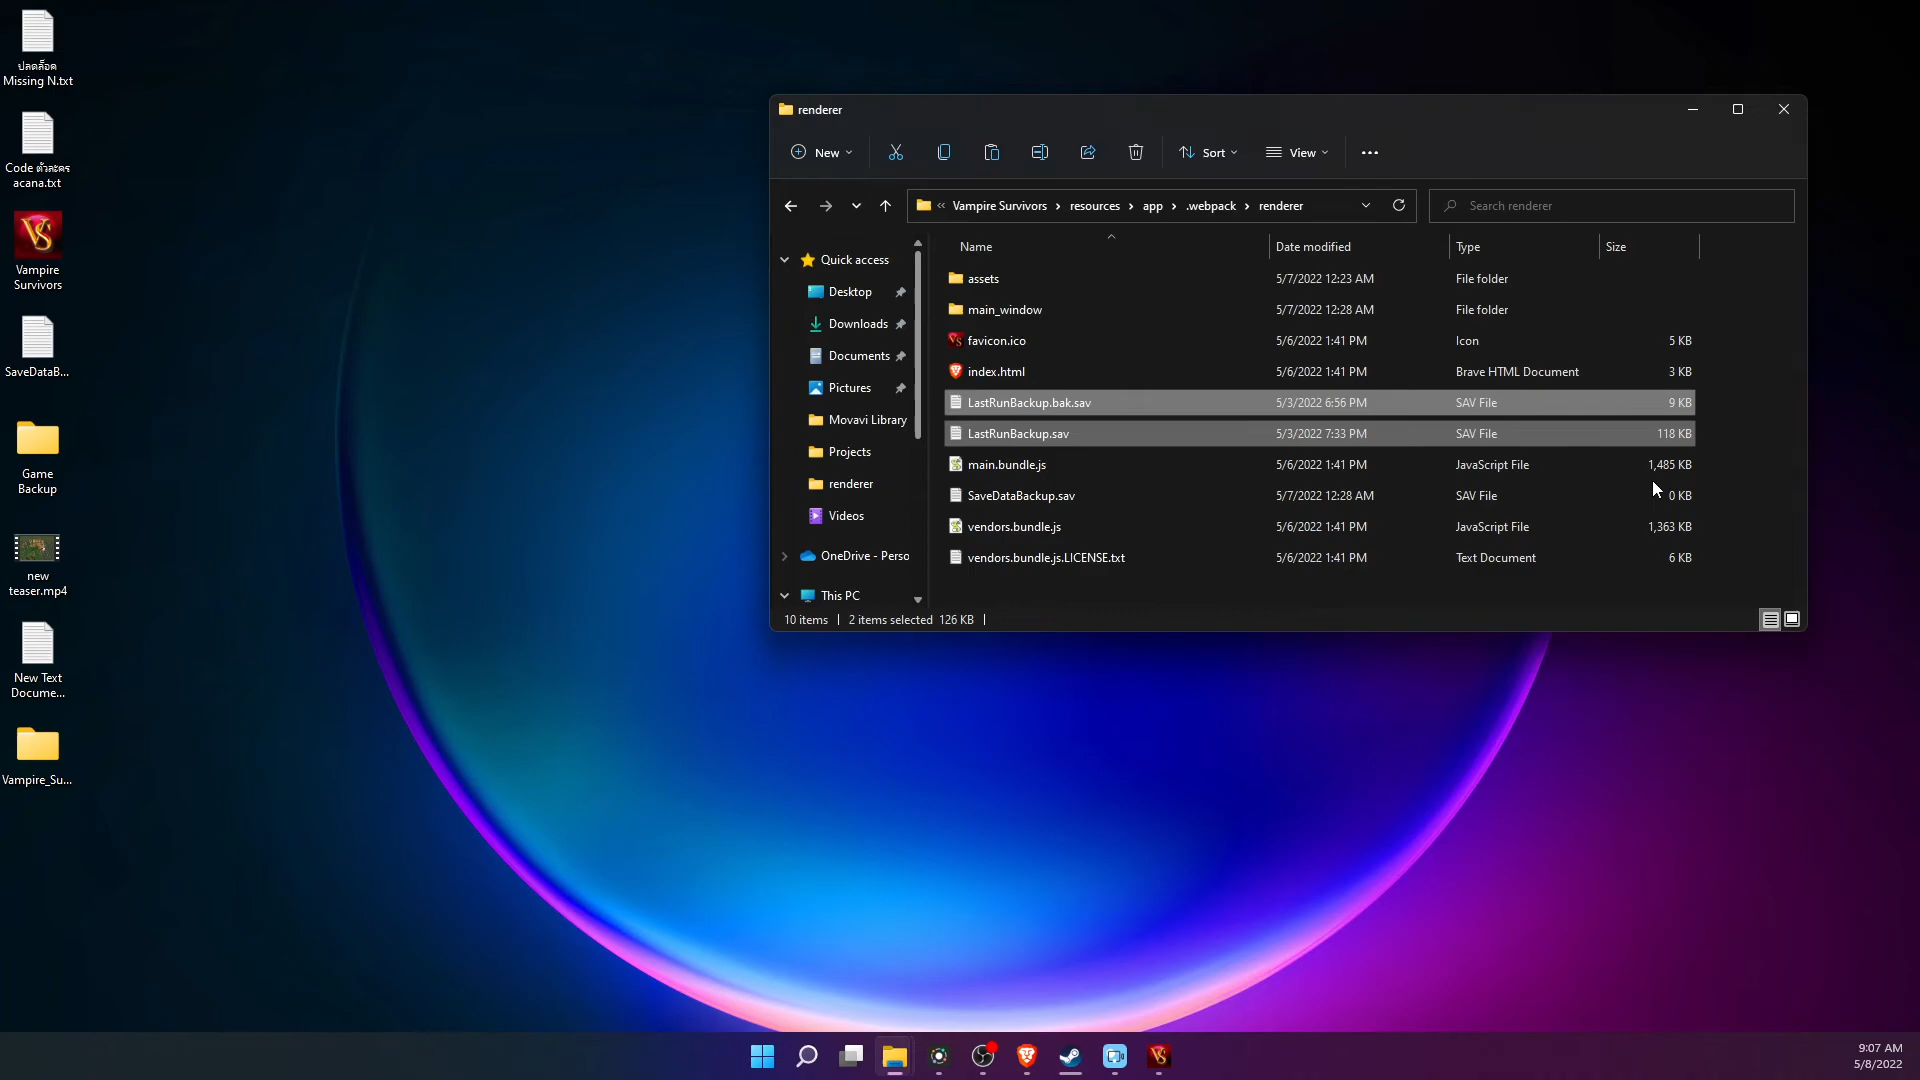 ปลดล็อค
Missing N.txt
Code ตัวละคร
acana.txt
Vampire
Survivors
SaveDataB...
Game
Backup
new
teaser.mp4
New Text
Docume...
Vampire_Su...
renderer
New
Sort
View
« Vampire Survivors › resources › app › .webpack › renderer
Search renderer
Name Date modified Type Size
Quick access
Desktop
Downloads
Documents
Pictures
Movavi Library
Projects
renderer
Videos
OneDrive - Perso
This PC
assets 5/7/2022 12:23 AM File folder
main_window 5/7/2022 12:28 AM File folder
favicon.ico 5/6/2022 1:41 PM Icon 5 KB
index.html 5/6/2022 1:41 PM Brave HTML Document 3 KB
LastRunBackup.bak.sav 5/3/2022 6:56 PM SAV File 9 KB
LastRunBackup.sav 5/3/2022 7:33 PM SAV File 118 KB
main.bundle.js 5/6/2022 1:41 PM JavaScript File 1,485 KB
SaveDataBackup.sav 5/7/2022 12:28 AM SAV File 0 KB
vendors.bundle.js 5/6/2022 1:41 PM JavaScript File 1,363 KB
vendors.bundle.js.LICENSE.txt 5/6/2022 1:41 PM Text Document 6 KB
10 items 2 items selected 126 KB
9:07 AM
5/8/2022